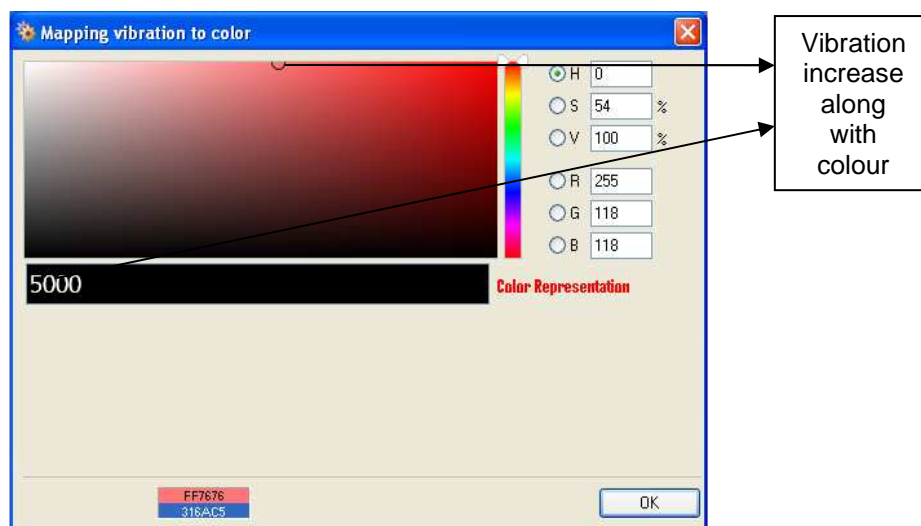 Mapping vibration to color
H 0
S 54 %
V 100 %
R 255
G 118
B 118
5000
Color Representation
FF7676
316AC5
OK
Vibration
increase
along
with
colour